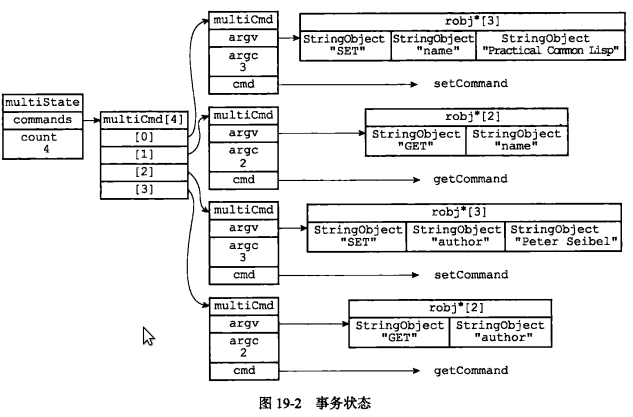 multiState
commands
count
4
multiCmd[4]
[0]
[1]
[2]
[3]
multiCmd
argv
argc
3
cmd
robj*[3]
StringObject "SET"
StringObject "name"
StringObject "Practical Common Lisp"
setCommand
multiCmd
argv
argc
2
cmd
robj*[2]
StringObject "GET"
StringObject "name"
getCommand
multiCmd
argv
argc
3
cmd
robj*[3]
StringObject "SET"
StringObject "author"
StringObject "Peter Seibel"
setCommand
multiCmd
argv
argc
2
cmd
robj*[2]
StringObject "GET"
StringObject "author"
getCommand
图 19-2 事务状态